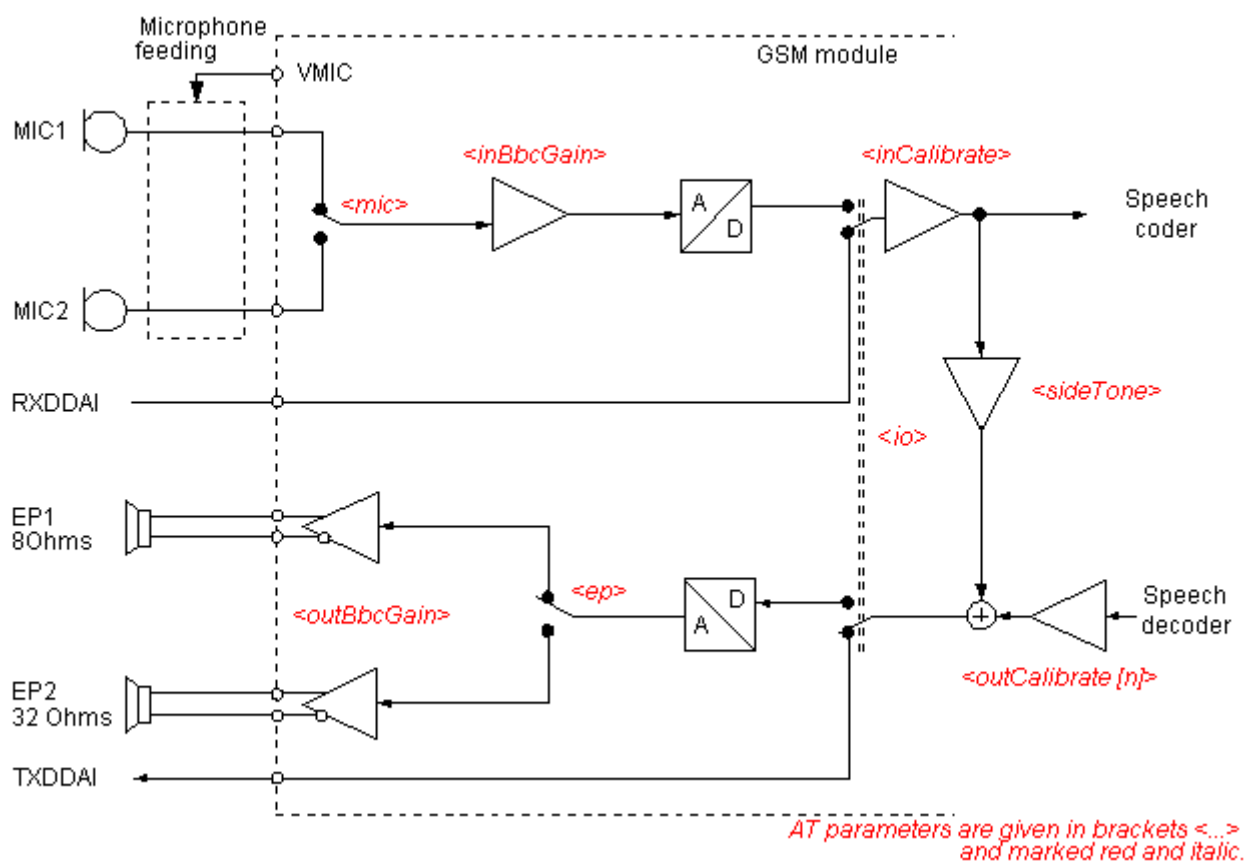 Microphone
feeding
GSM module
VMIC
MIC1
<inBbcGain>
<inCalibrate>
<mic>
A
D
Speech
coder
MIC2
RXDDAI
<sideTone>
<io>
EP1
8Ohms
<ep>
D
A
+
Speech
decoder
<outBbcGain>
<outCalibrate [n]>
EP2
32 Ohms
TXDDAI
AT parameters are given in brackets <...>
and marked red and italic.